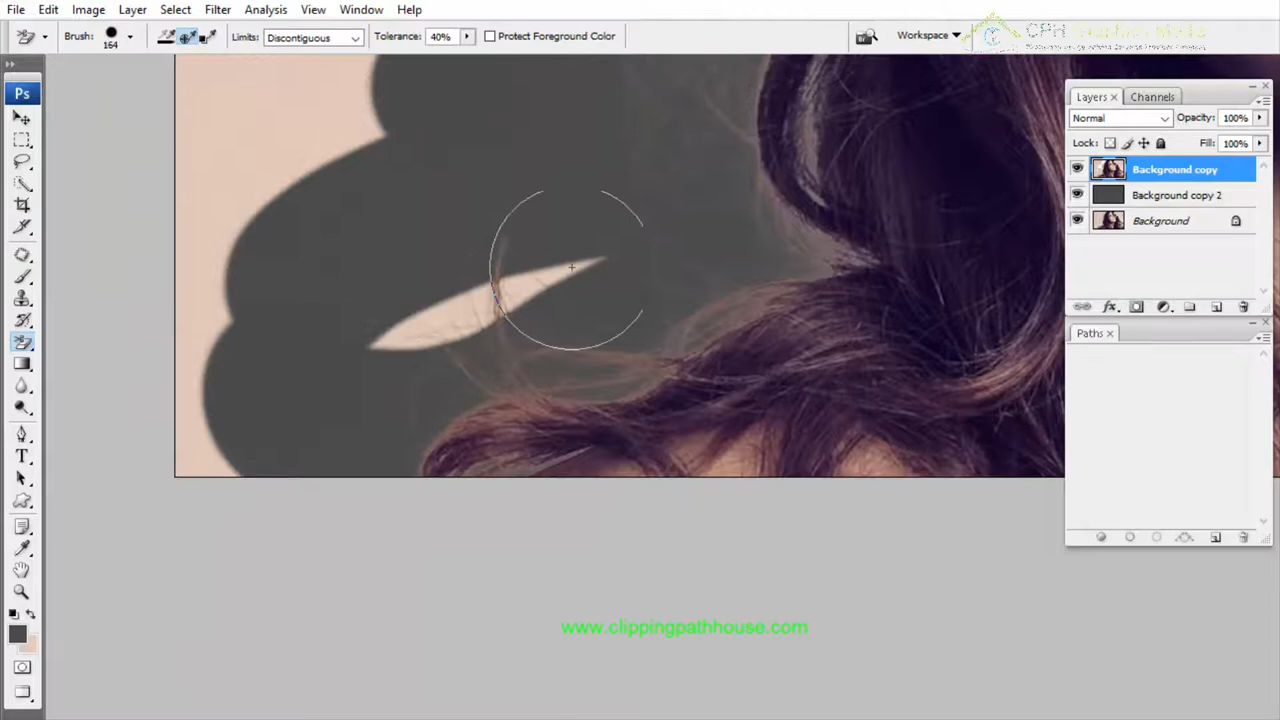 File Edit Image Layer Select Filter Analysis View Window Help
Brush: 164 Limits: Discontiguous Tolerance: 40% Protect Foreground Color Workspace
CPH
Ps
Layers Channels
Normal Opacity: 100%
Lock: Fill: 100%
Background copy
Background copy 2
Background
Paths
T
www.clippingpathhouse.com